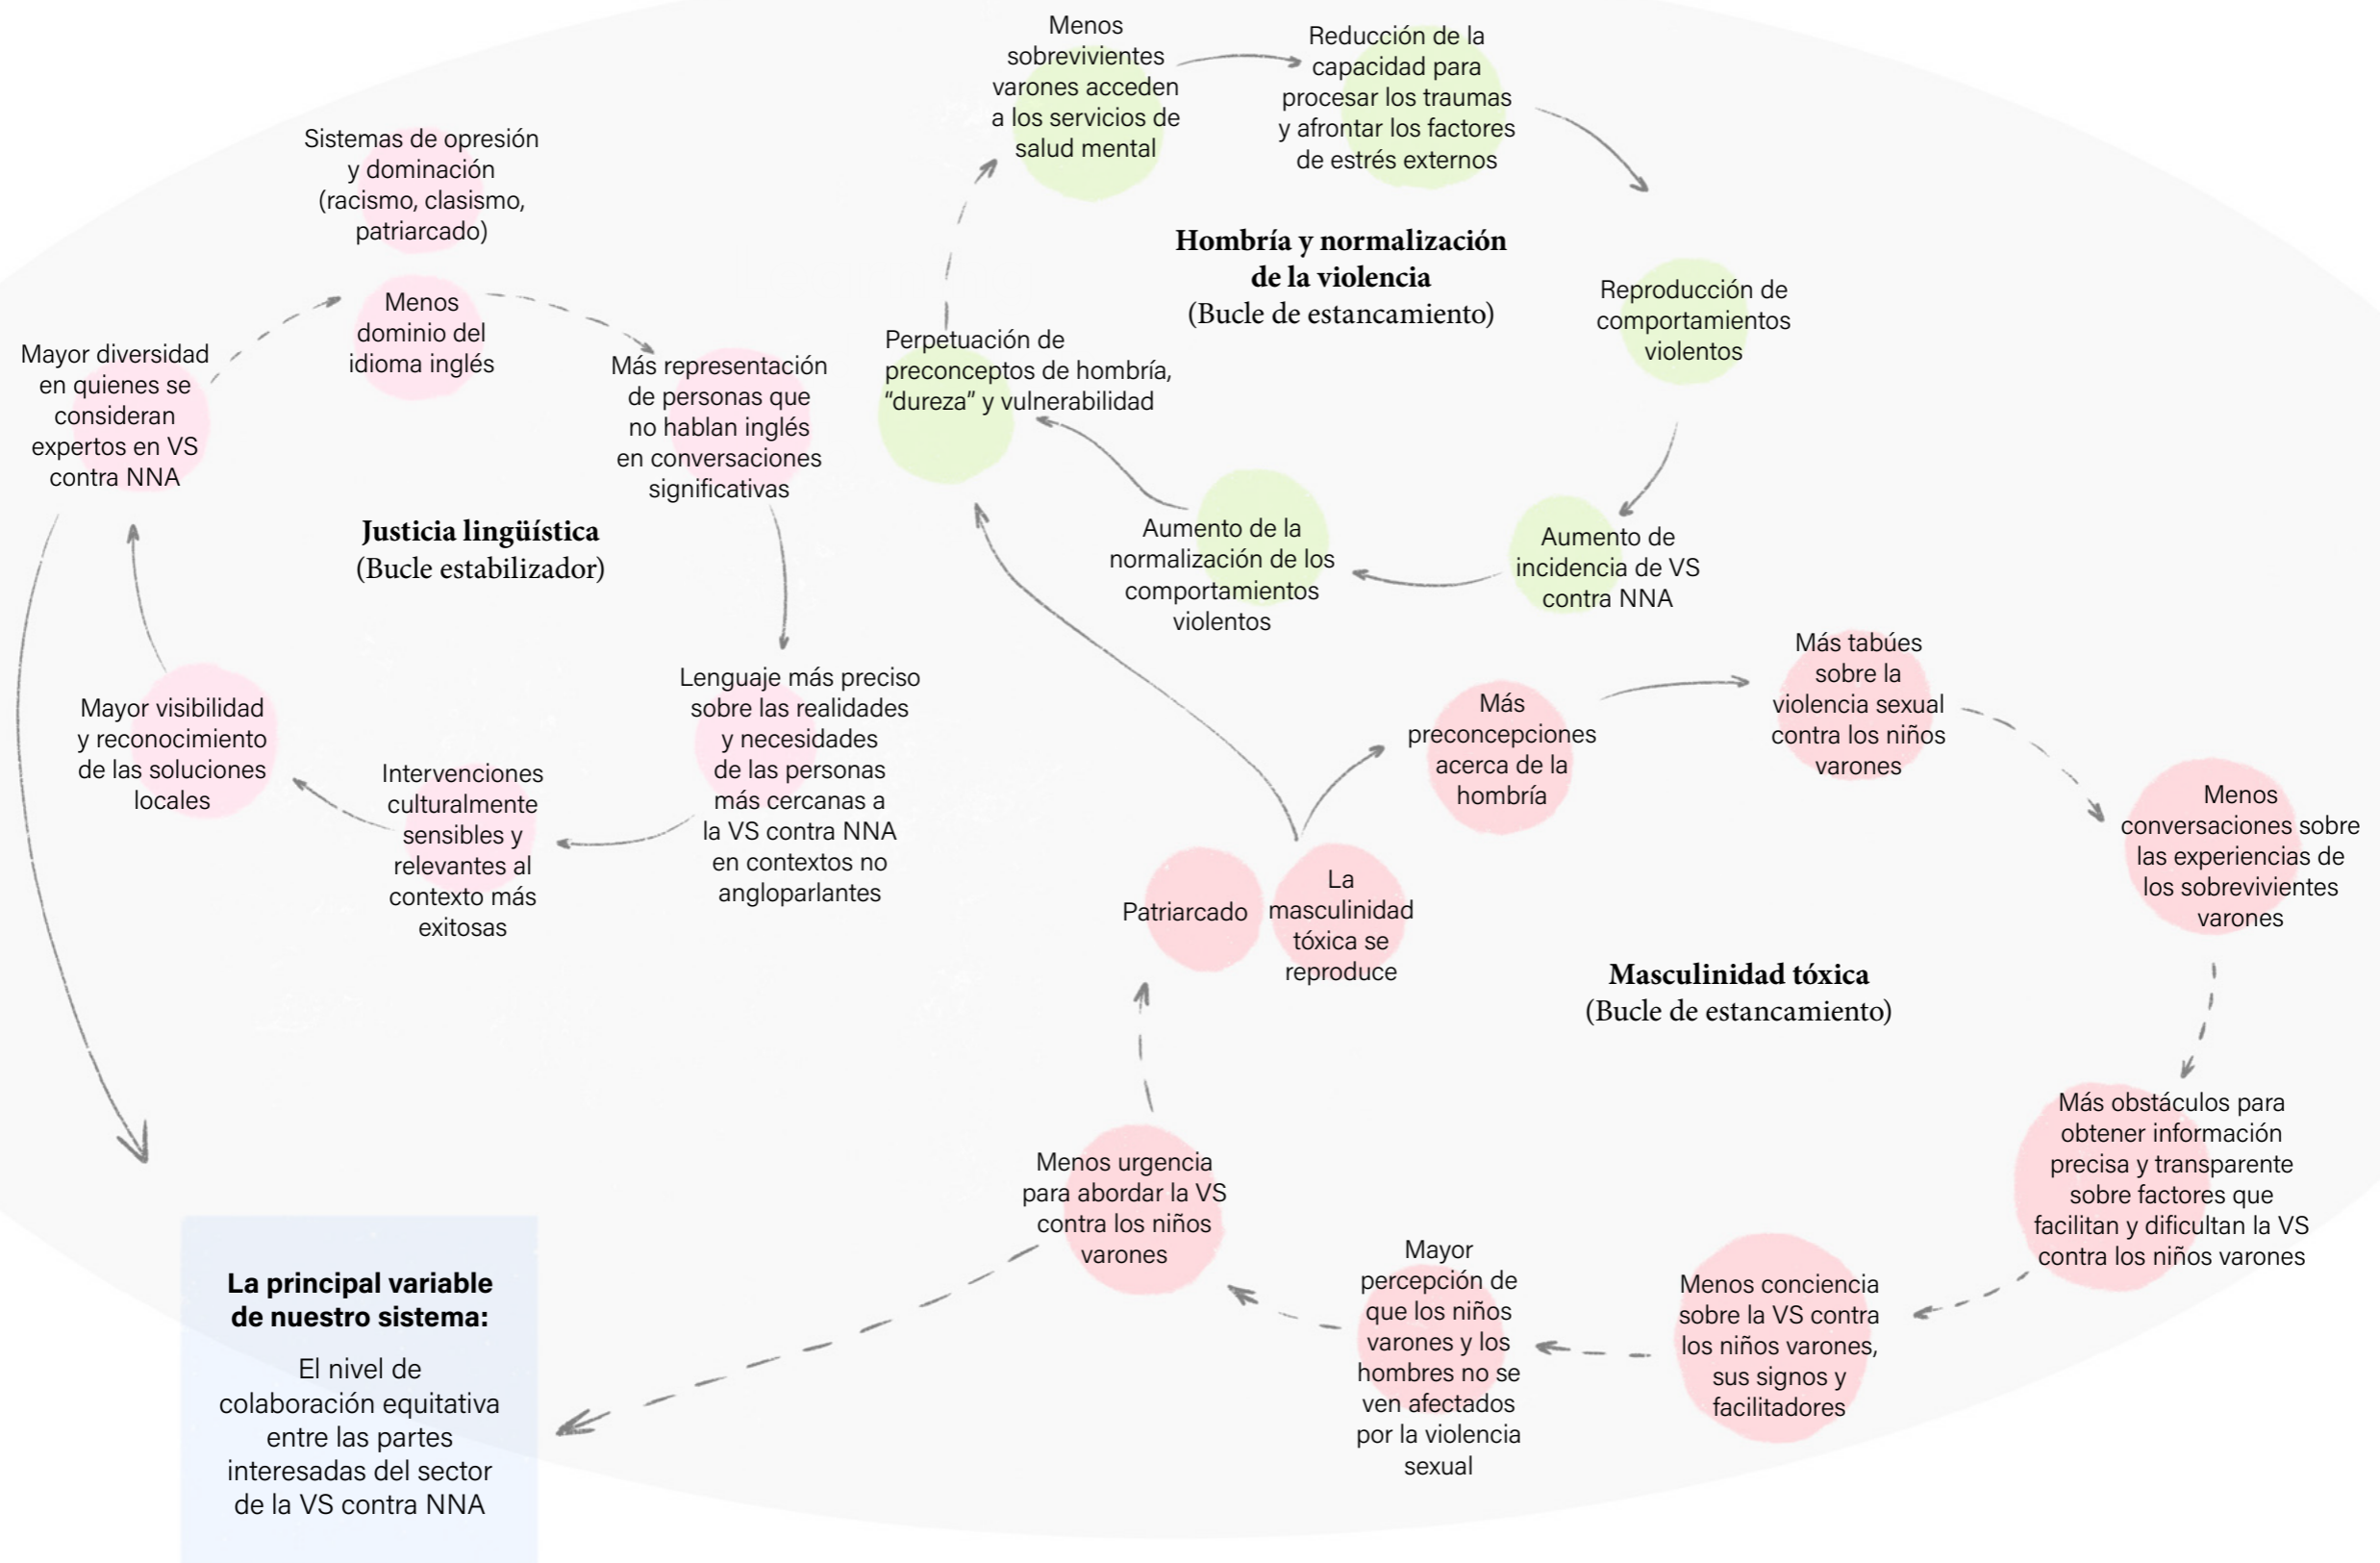 Menos
sobrevivientes
varones acceden
a los servicios de
salud mental
Reducción de la
capacidad para
procesar los traumas
y afrontar los factores
de estrés externos
Hombría y normalización
de la violencia
(Bucle de estancamiento)
Reproducción de
comportamientos
violentos
Aumento de
incidencia de VS
contra NNA
Aumento de la
normalización de los
comportamientos
violentos
Perpetuación de
preconceptos de hombría,
“dureza” y vulnerabilidad
Sistemas de opresión
y dominación
(racismo, clasismo,
patriarcado)
Menos
dominio del
idioma inglés
Más representación
de personas que
no hablan inglés
en conversaciones
significativas
Lenguaje más preciso
sobre las realidades
y necesidades
de las personas
más cercanas a
la VS contra NNA
en contextos no
angloparlantes
Intervenciones
culturalmente
sensibles y
relevantes al
contexto más
exitosas
Mayor visibilidad
y reconocimiento
de las soluciones
locales
Mayor diversidad
en quienes se
consideran
expertos en VS
contra NNA
Justicia lingüística
(Bucle estabilizador)
Patriarcado
La
masculinidad
tóxica se
reproduce
Más
preconcepciones
acerca de la
hombría
Más tabúes
sobre la
violencia sexual
contra los niños
varones
Menos
conversaciones sobre
las experiencias de
los sobrevivientes
varones
Masculinidad tóxica
(Bucle de estancamiento)
Más obstáculos para
obtener información
precisa y transparente
sobre factores que
facilitan y dificultan la VS
contra los niños varones
Menos conciencia
sobre la VS contra
los niños varones,
sus signos y
facilitadores
Mayor
percepción de
que los niños
varones y los
hombres no se
ven afectados
por la violencia
sexual
Menos urgencia
para abordar la VS
contra los niños
varones
La principal variable
de nuestro sistema:
El nivel de
colaboración equitativa
entre las partes
interesadas del sector
de la VS contra NNA